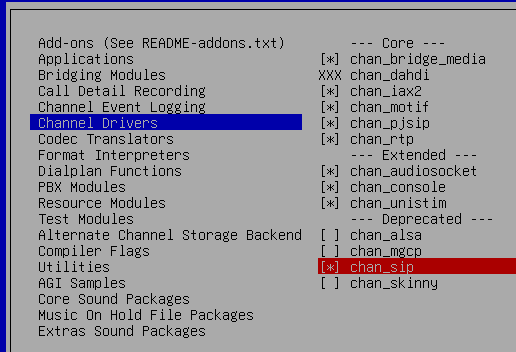 Add-ons (See README-addons.txt) --- Core ---
Applications [*] chan_bridge_media
Bridging Modules XXX chan_dahdi
Call Detail Recording [*] chan_iax2
Channel Event Logging [*] chan_motif
Channel Drivers [*] chan_pjsip
Codec Translators [*] chan_rtp
Format Interpreters --- Extended ---
Dialplan Functions [*] chan_audiosocket
PBX Modules [*] chan_console
Resource Modules [*] chan_unistim
Test Modules --- Deprecated ---
Alternate Channel Storage Backend [ ] chan_alsa
Compiler Flags [ ] chan_mgcp
Utilities [*] chan_sip
AGI Samples [ ] chan_skinny
Core Sound Packages
Music On Hold File Packages
Extras Sound Packages